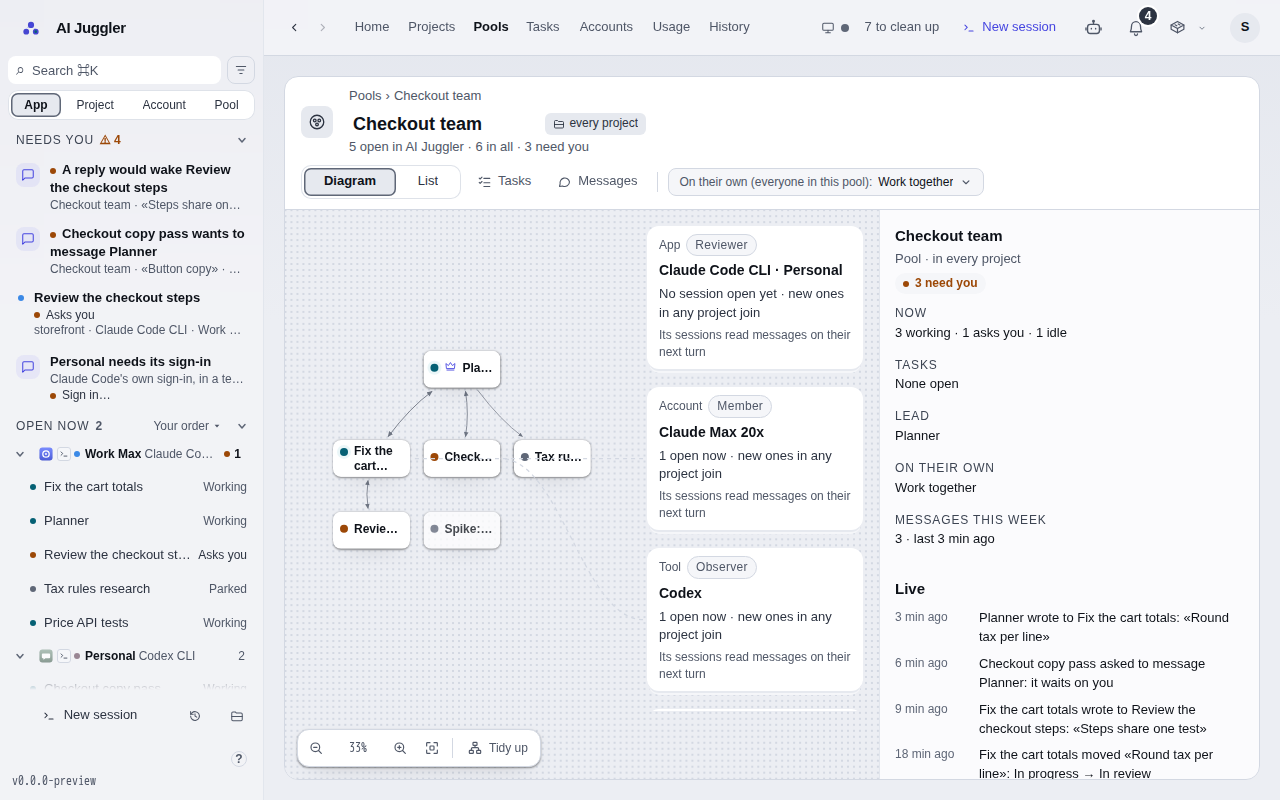 AI Juggler
Search ⌘K
App Project Account Pool
NEEDS YOU 4
A reply would wake Review
the checkout steps
Checkout team · «Steps share on…
Checkout copy pass wants to
message Planner
Checkout team · «Button copy» · …
Review the checkout steps
Asks you
storefront · Claude Code CLI · Work …
Personal needs its sign-in
Claude Code's own sign-in, in a te…
Sign in…
OPEN NOW 2 Your order
Work Max Claude Co… 1
Fix the cart totals Working
Planner Working
Review the checkout st… Asks you
Tax rules research Parked
Price API tests Working
Personal Codex CLI 2
Checkout copy pass Working
New session
?
v0.0.0-preview
Home Projects Pools Tasks Accounts Usage History
7 to clean up
New session
4
S
Pools › Checkout team
Checkout team
every project
5 open in AI Juggler · 6 in all · 3 need you
Diagram List Tasks Messages
On their own (everyone in this pool): Work together
Pla…
Fix the
cart…
Check…
Tax ru…
Revie…
Spike:…
App Reviewer
Claude Code CLI · Personal
No session open yet · new ones
in any project join
Its sessions read messages on their
next turn
Account Member
Claude Max 20x
1 open now · new ones in any
project join
Its sessions read messages on their
next turn
Tool Observer
Codex
1 open now · new ones in any
project join
Its sessions read messages on their
next turn
33%
Tidy up
Checkout team
Pool · in every project
3 need you
NOW
3 working · 1 asks you · 1 idle
TASKS
None open
LEAD
Planner
ON THEIR OWN
Work together
MESSAGES THIS WEEK
3 · last 3 min ago
Live
3 min ago Planner wrote to Fix the cart totals: «Round
tax per line»
6 min ago Checkout copy pass asked to message
Planner: it waits on you
9 min ago Fix the cart totals wrote to Review the
checkout steps: «Steps share one test»
18 min ago Fix the cart totals moved «Round tax per
line»: In progress → In review